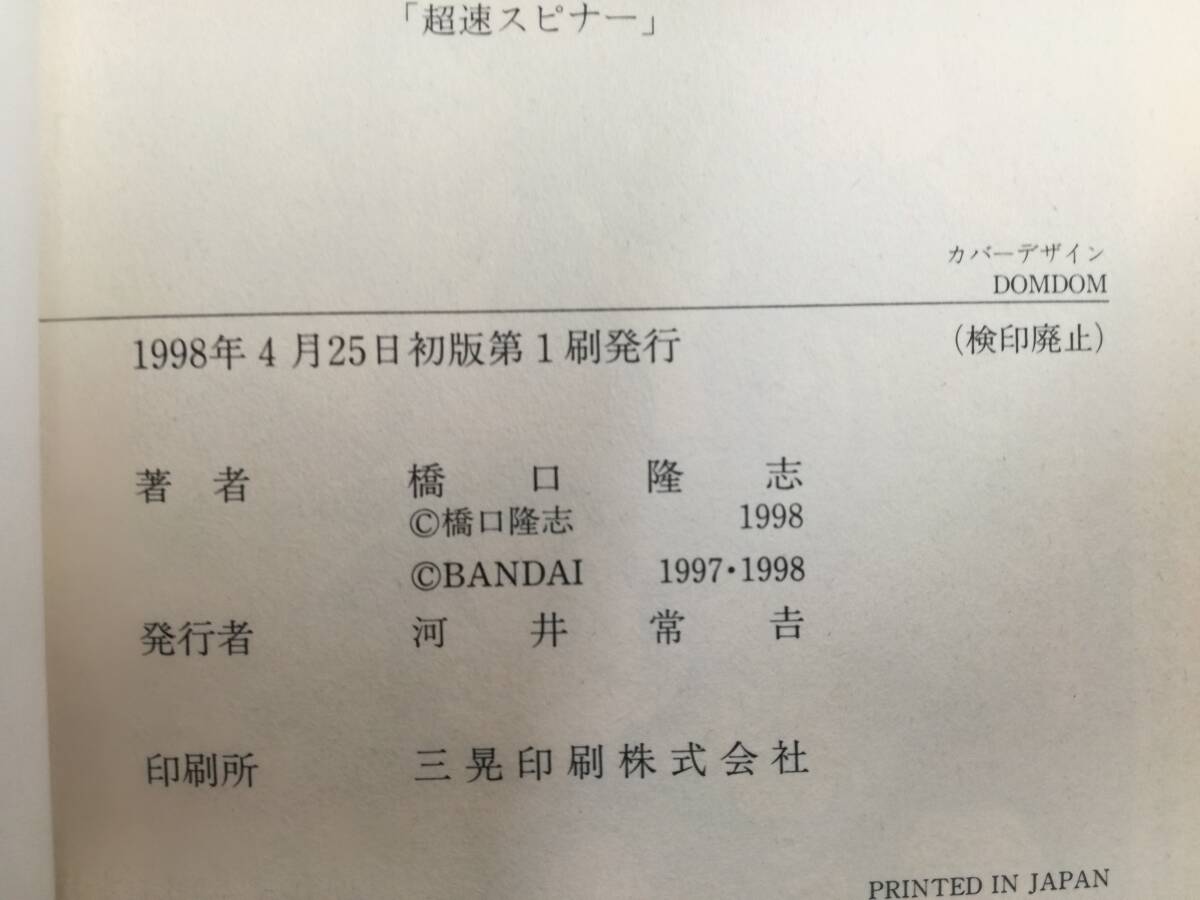 「超速スピナー」
カバーデザイン
DOMDOM
1998年4月25日初版第1刷発行
(検印廃止)
著者 橋口隆志
©橋口隆志 1998
©BANDAI 1997・1998
発行者 河井常吉
印刷所 三晃印刷株式会社
PRINTED IN JAPAN